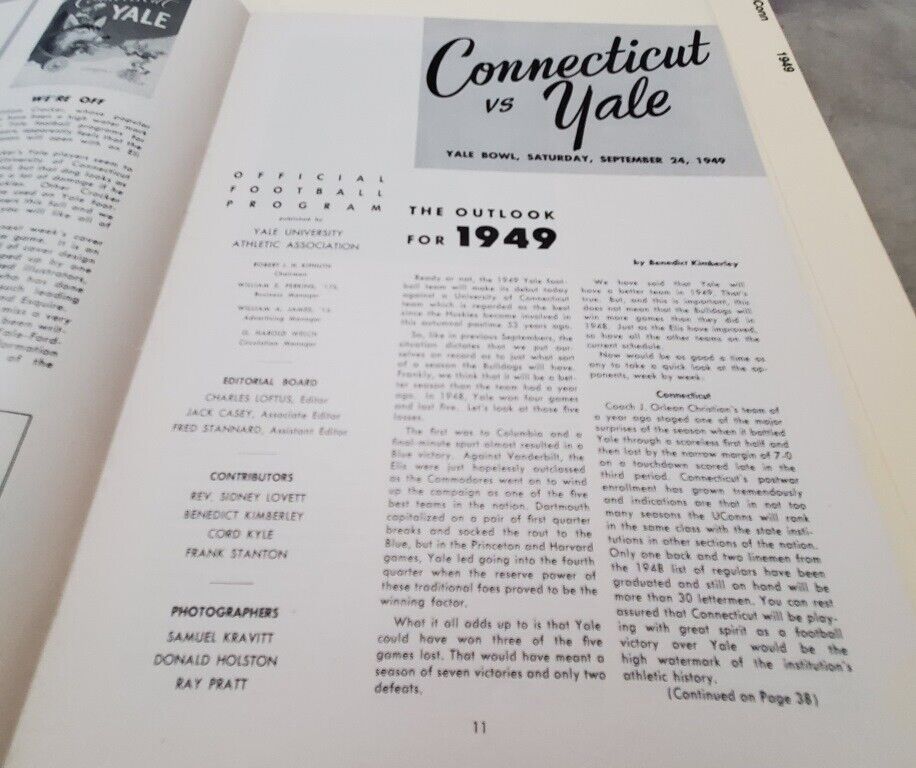 YALE
WE'RE OFF
Conn
1949
Connecticut
vs Yale
YALE BOWL, SATURDAY, SEPTEMBER 24, 1949
OFFICIAL
FOOTBALL
PROGRAM
published by
YALE UNIVERSITY
ATHLETIC ASSOCIATION
Chairman
Business Manager
Advertising Manager
G. HAROLD WELCH
Circulation Manager
EDITORIAL BOARD
CHARLES LOFTUS, Editor
JACK CASEY, Associate Editor
FRED STANNARD, Assistant Editor
CONTRIBUTORS
REV. SIDNEY LOVETT
BENEDICT KIMBERLEY
CORD KYLE
FRANK STANTON
PHOTOGRAPHERS
SAMUEL KRAVITT
DONALD HOLSTON
RAY PRATT
THE OUTLOOK
FOR 1949
by Benedict Kimberley
Ready or not, the 1949 Yale foot-
ball team will make its debut today
against a University of Connecticut
team which is regarded as the best
since the Huskies became involved in
this autumnal pastime 53 years ago.
So, like in previous Septembers, the
situation dictates that we put our-
selves on record as to just what sort
of a season the Bulldogs will have.
Frankly, we think that it will be a bet-
ter season than the team had a year
ago. In 1948, Yale won four games
and lost five. Let's look at those five
losses.
The first was to Columbia and a
final-minute spurt almost resulted in a
Blue victory. Against Vanderbilt, the
Elis were just hopelessly outclassed
as the Commodores went on to wind
up the campaign as one of the five
best teams in the nation. Dartmouth
capitalized on a pair of first quarter
breaks and socked the rout to the
Blue, but in the Princeton and Harvard
games, Yale led going into the fourth
quarter when the reserve power of
these traditional foes proved to be the
winning factor.
What it all adds up to is that Yale
could have won three of the five
games lost. That would have meant a
season of seven victories and only two
defeats.
We have said that Yale will
have a better team in 1949. That's
true. But, and this is important, this
does not mean that the Bulldogs will
win more games than they did in
1948. Just as the Elis have improved,
so have all the other teams on the
current schedule.
Now would be as good a time as
any to take a quick look at the op-
ponents, week by week.
Connecticut
Coach J. Orlean Christian's team of
a year ago staged one of the major
surprises of the season when it battled
Yale through a scoreless first half and
then lost by the narrow margin of 7-0
on a touchdown scored late in the
third period. Connecticut's postwar
enrollment has grown tremendously
and indications are that in not too
many seasons the UConns will rank
in the same class with the state insti-
tutions in other sections of the nation.
Only one back and two linemen from
the 1948 list of regulars have been
graduated and still on hand will be
more than 30 lettermen. You can rest
assured that Connecticut will be play-
ing with great spirit as a football
victory over Yale would be the
high watermark of the institution's
athletic history.
(Continued on Page 38)
11